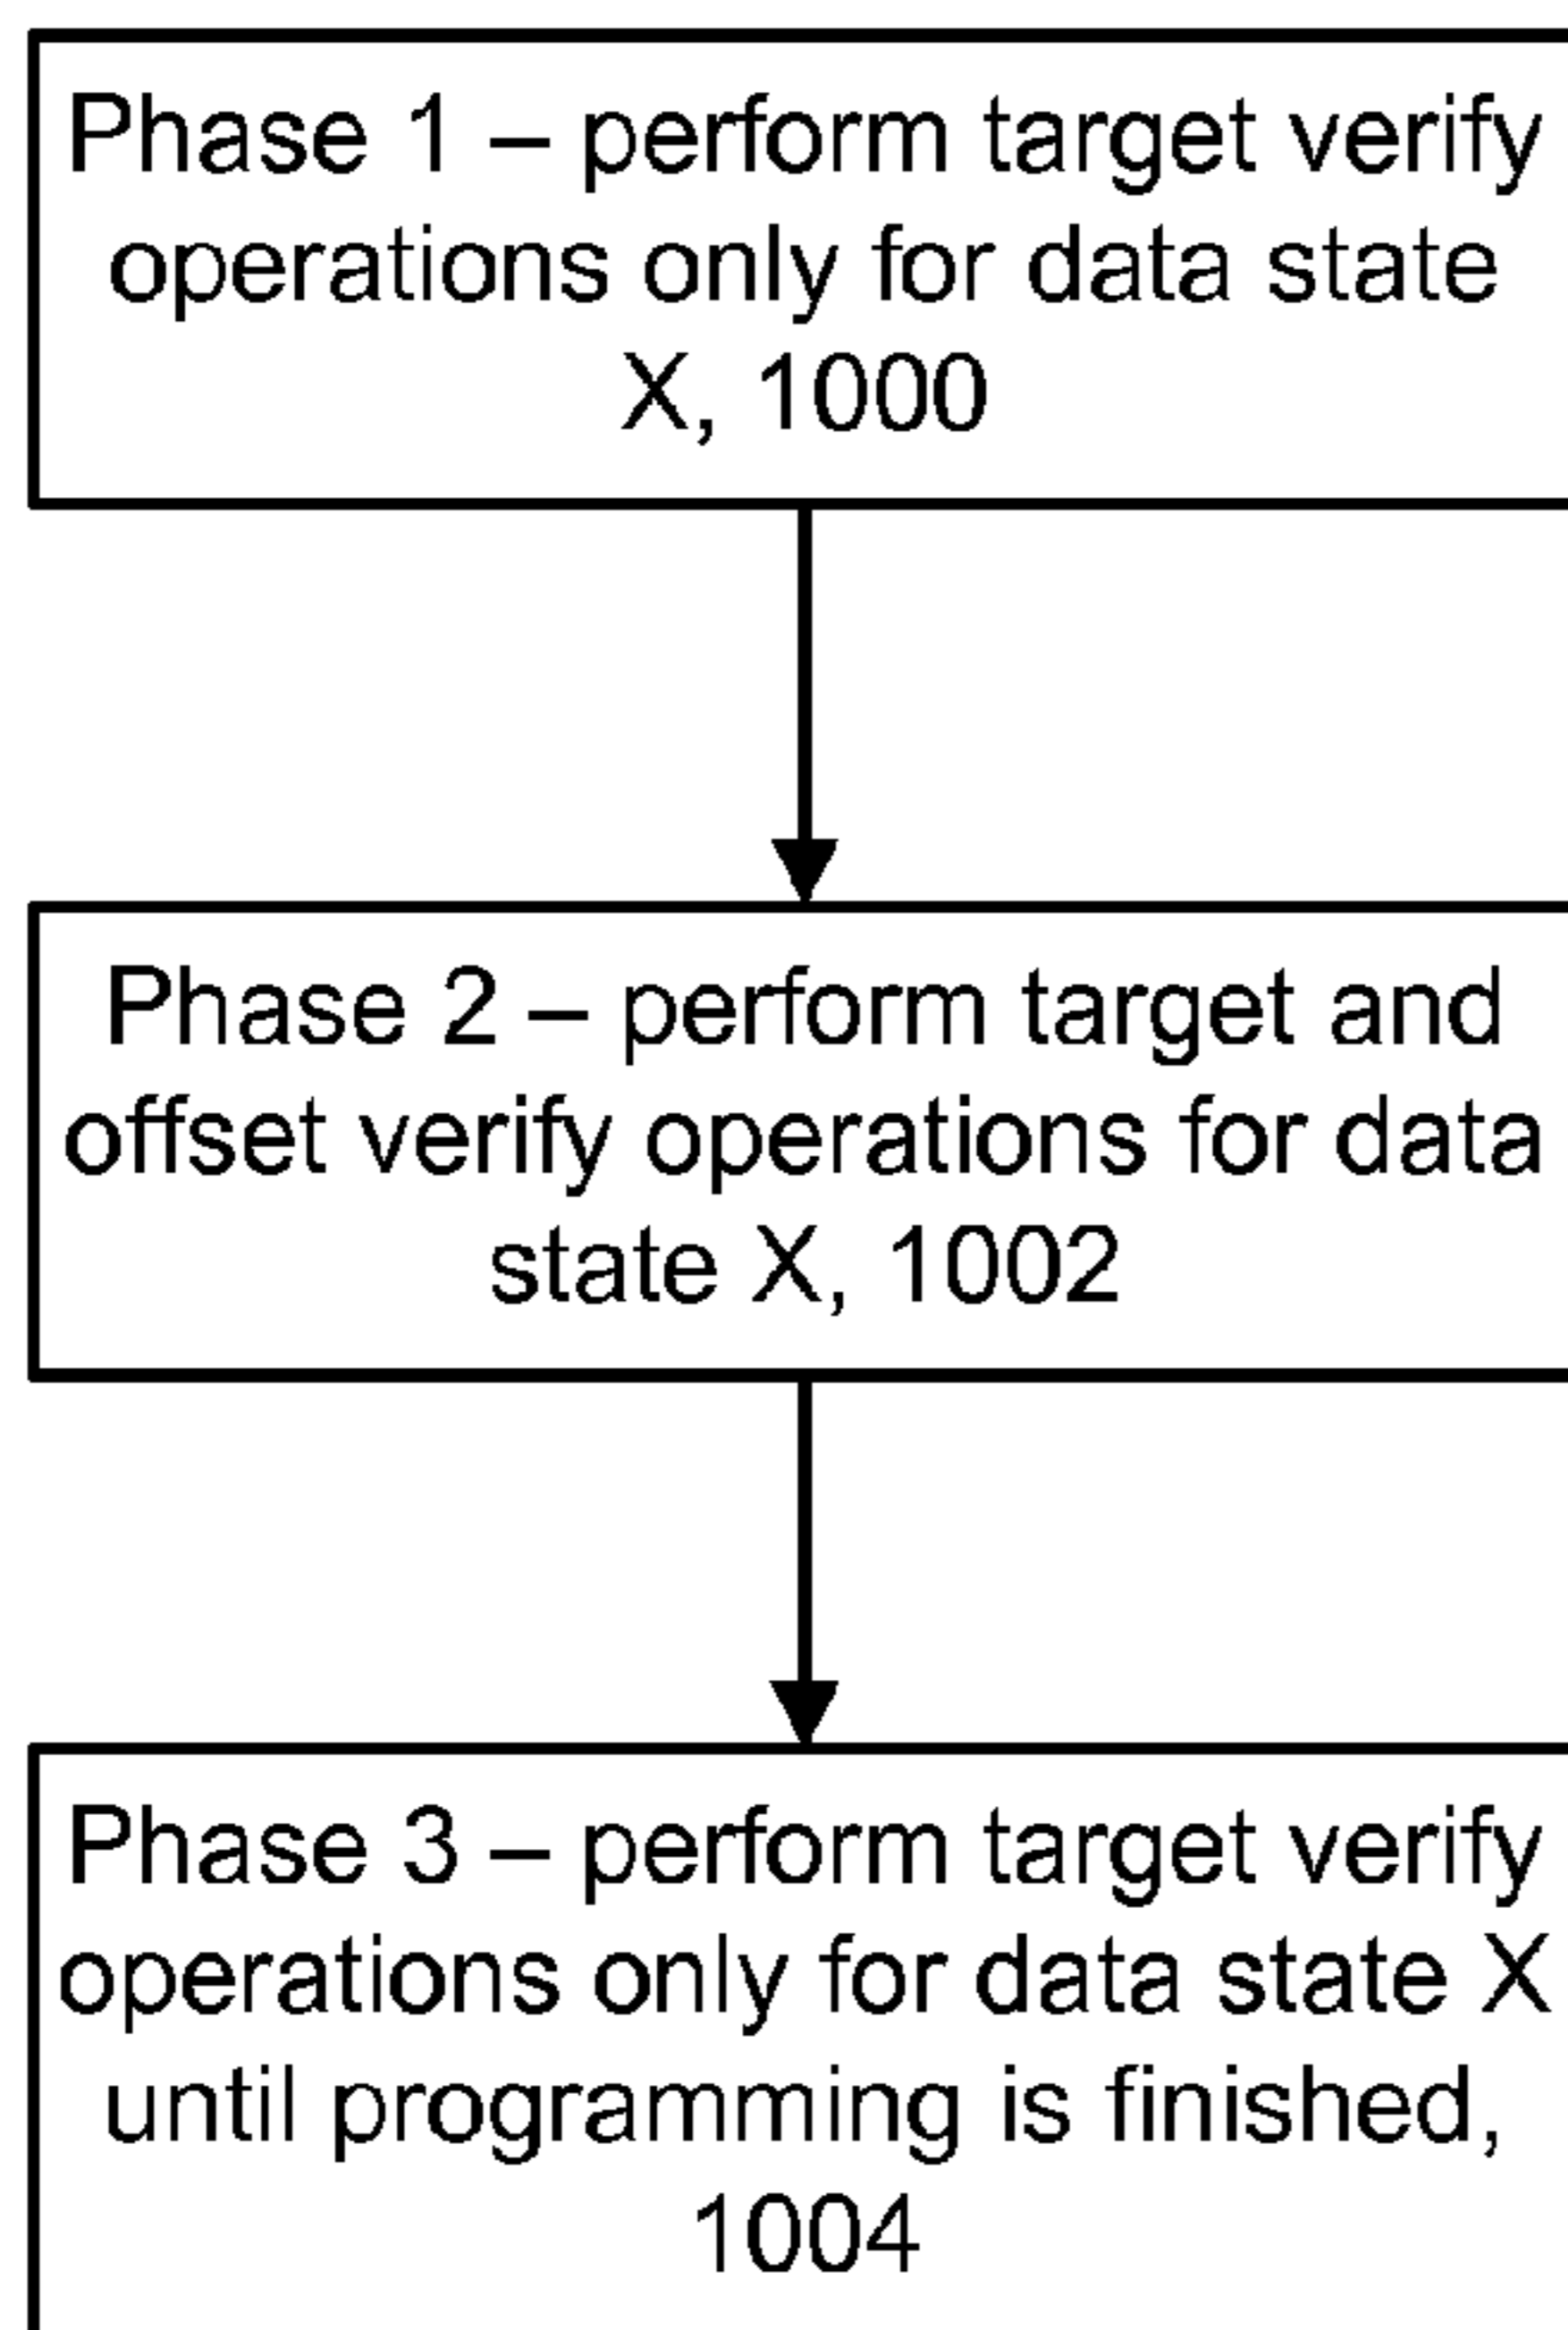 Phase 1 – perform target verify
operations only for data state
X, 1000
Phase 2 – perform target and
offset verify operations for data
state X, 1002
Phase 3 – perform target verify
operations only for data state X
until programming is finished,
1004